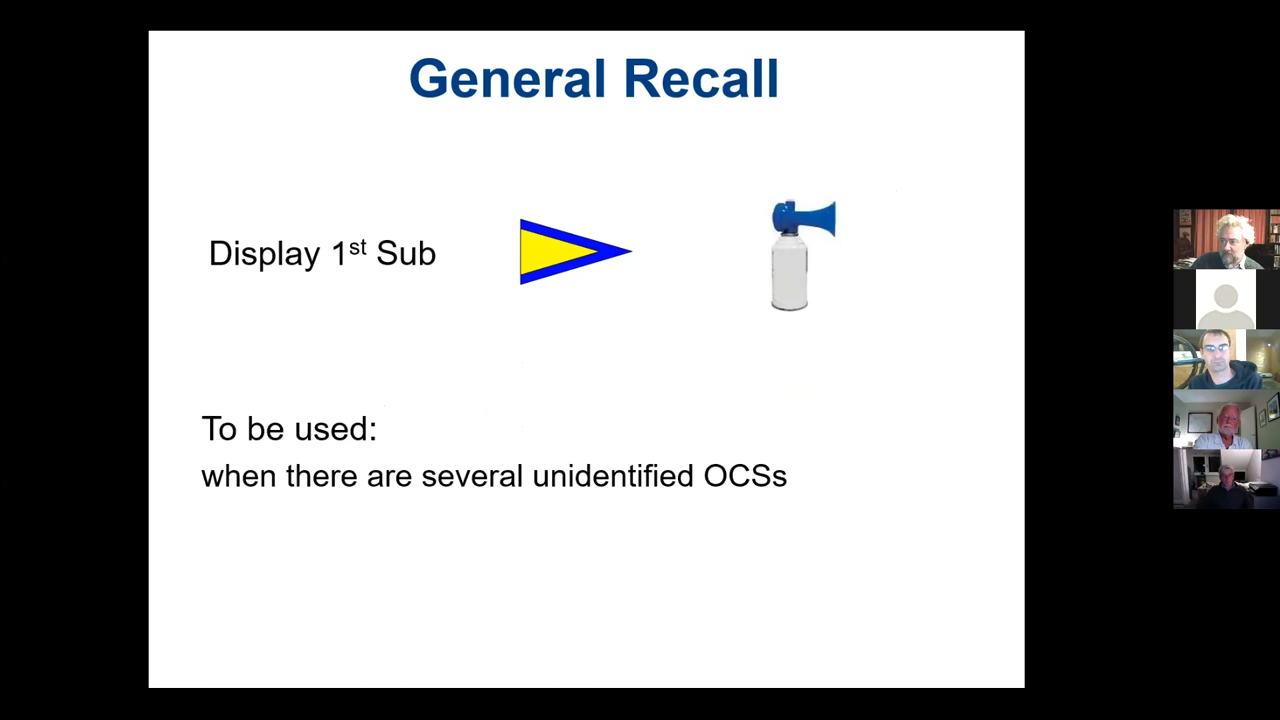 General Recall
Display 1st Sub
To be used:
when there are several unidentified OCSs